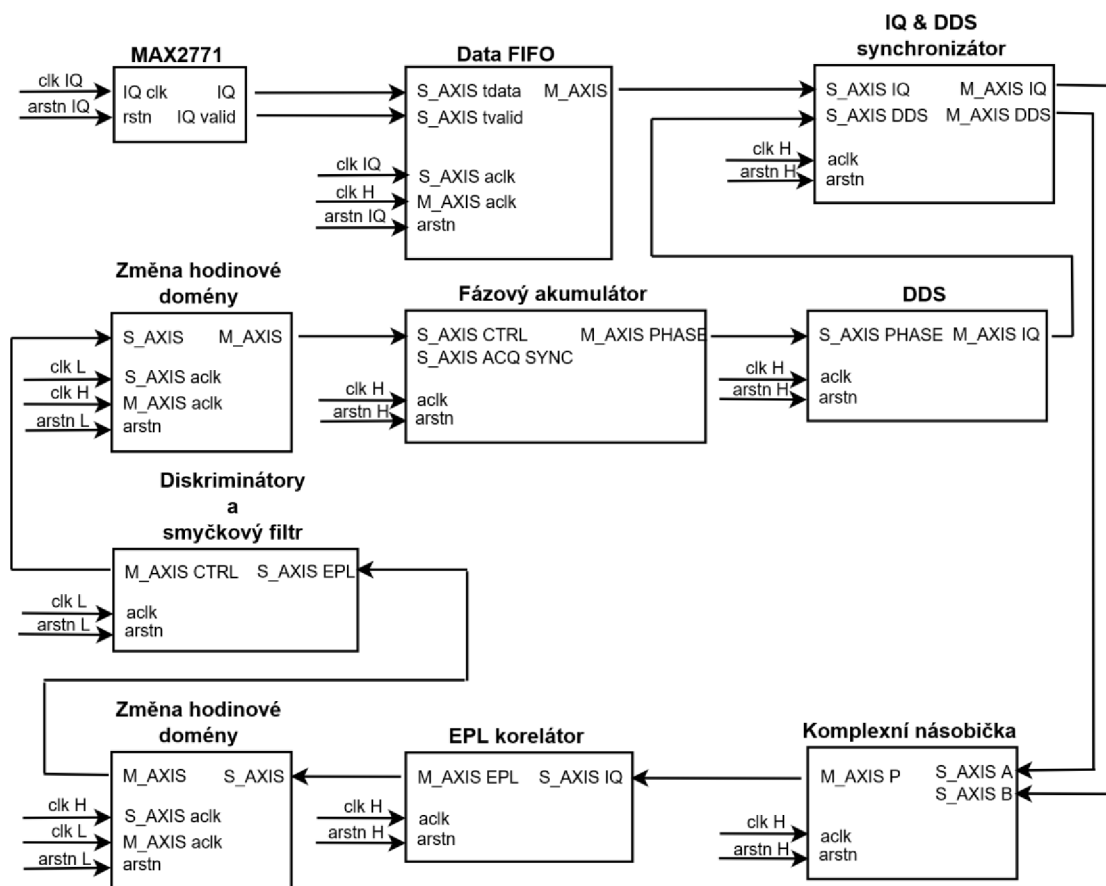 MAX2771
clk IQ
arstn IQ
IQ clk IQ
rstn IQ valid
Data FIFO
S_AXIS tdata M_AXIS
S_AXIS tvalid
clk IQ
clk H
arstn IQ
S_AXIS aclk
M_AXIS aclk
arstn
IQ & DDS
synchronizátor
S_AXIS IQ M_AXIS IQ
S_AXIS DDS M_AXIS DDS
clk H
arstn H
aclk
arstn
Změna hodinové
domény
S_AXIS M_AXIS
clk L
clk H
arstn L
S_AXIS aclk
M_AXIS aclk
arstn
Fázový akumulátor
S_AXIS CTRL M_AXIS PHASE
S_AXIS ACQ SYNC
clk H
arstn H
aclk
arstn
DDS
S_AXIS PHASE M_AXIS IQ
clk H
arstn H
aclk
arstn
Diskriminátory
a
smyčkový filtr
M_AXIS CTRL S_AXIS EPL
clk L
arstn L
aclk
arstn
Změna hodinové
domény
M_AXIS S_AXIS
clk H
clk L
arstn L
S_AXIS aclk
M_AXIS aclk
arstn
EPL korelátor
M_AXIS EPL S_AXIS IQ
clk H
arstn H
aclk
arstn
Komplexní násobička
M_AXIS P S_AXIS A
S_AXIS B
clk H
arstn H
aclk
arstn